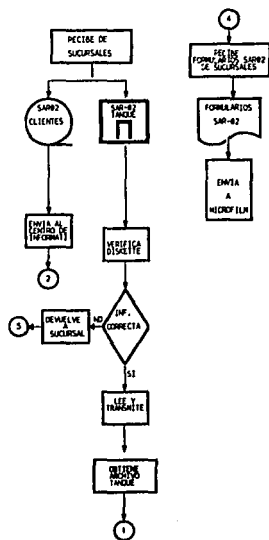 RECIBE DE
SUCURSALES
SAR02
CLIENTES
SAR-02
TANQUE
ENVIA AL
CENTRO DE
INFORMATI
2
VERIFICA
DISKETTE
INF.
CORRECTA
NO
DEVUELVE
A
SUCURSAL
5
SI
LEE Y
TRANSMITE
OBTIENE
ARCHIVO
TANQUE
1
4
RECIBE
FORMULARIOS SAR02
DE SUCURSALES
FORMULARIOS
SAR-02
ENVIA
A
MICROFILM